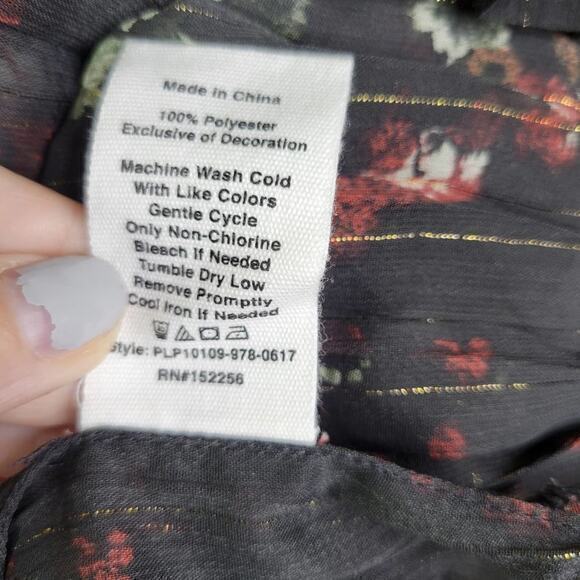 Made in China
100% Polyester
Exclusive of Decoration
Machine Wash Cold
With Like Colors
Gentle Cycle
Only Non-Chlorine
Bleach If Needed
Tumble Dry Low
Remove Promptly
Cool Iron If Needed
Style: PLP10109-978-0617
RN#152256